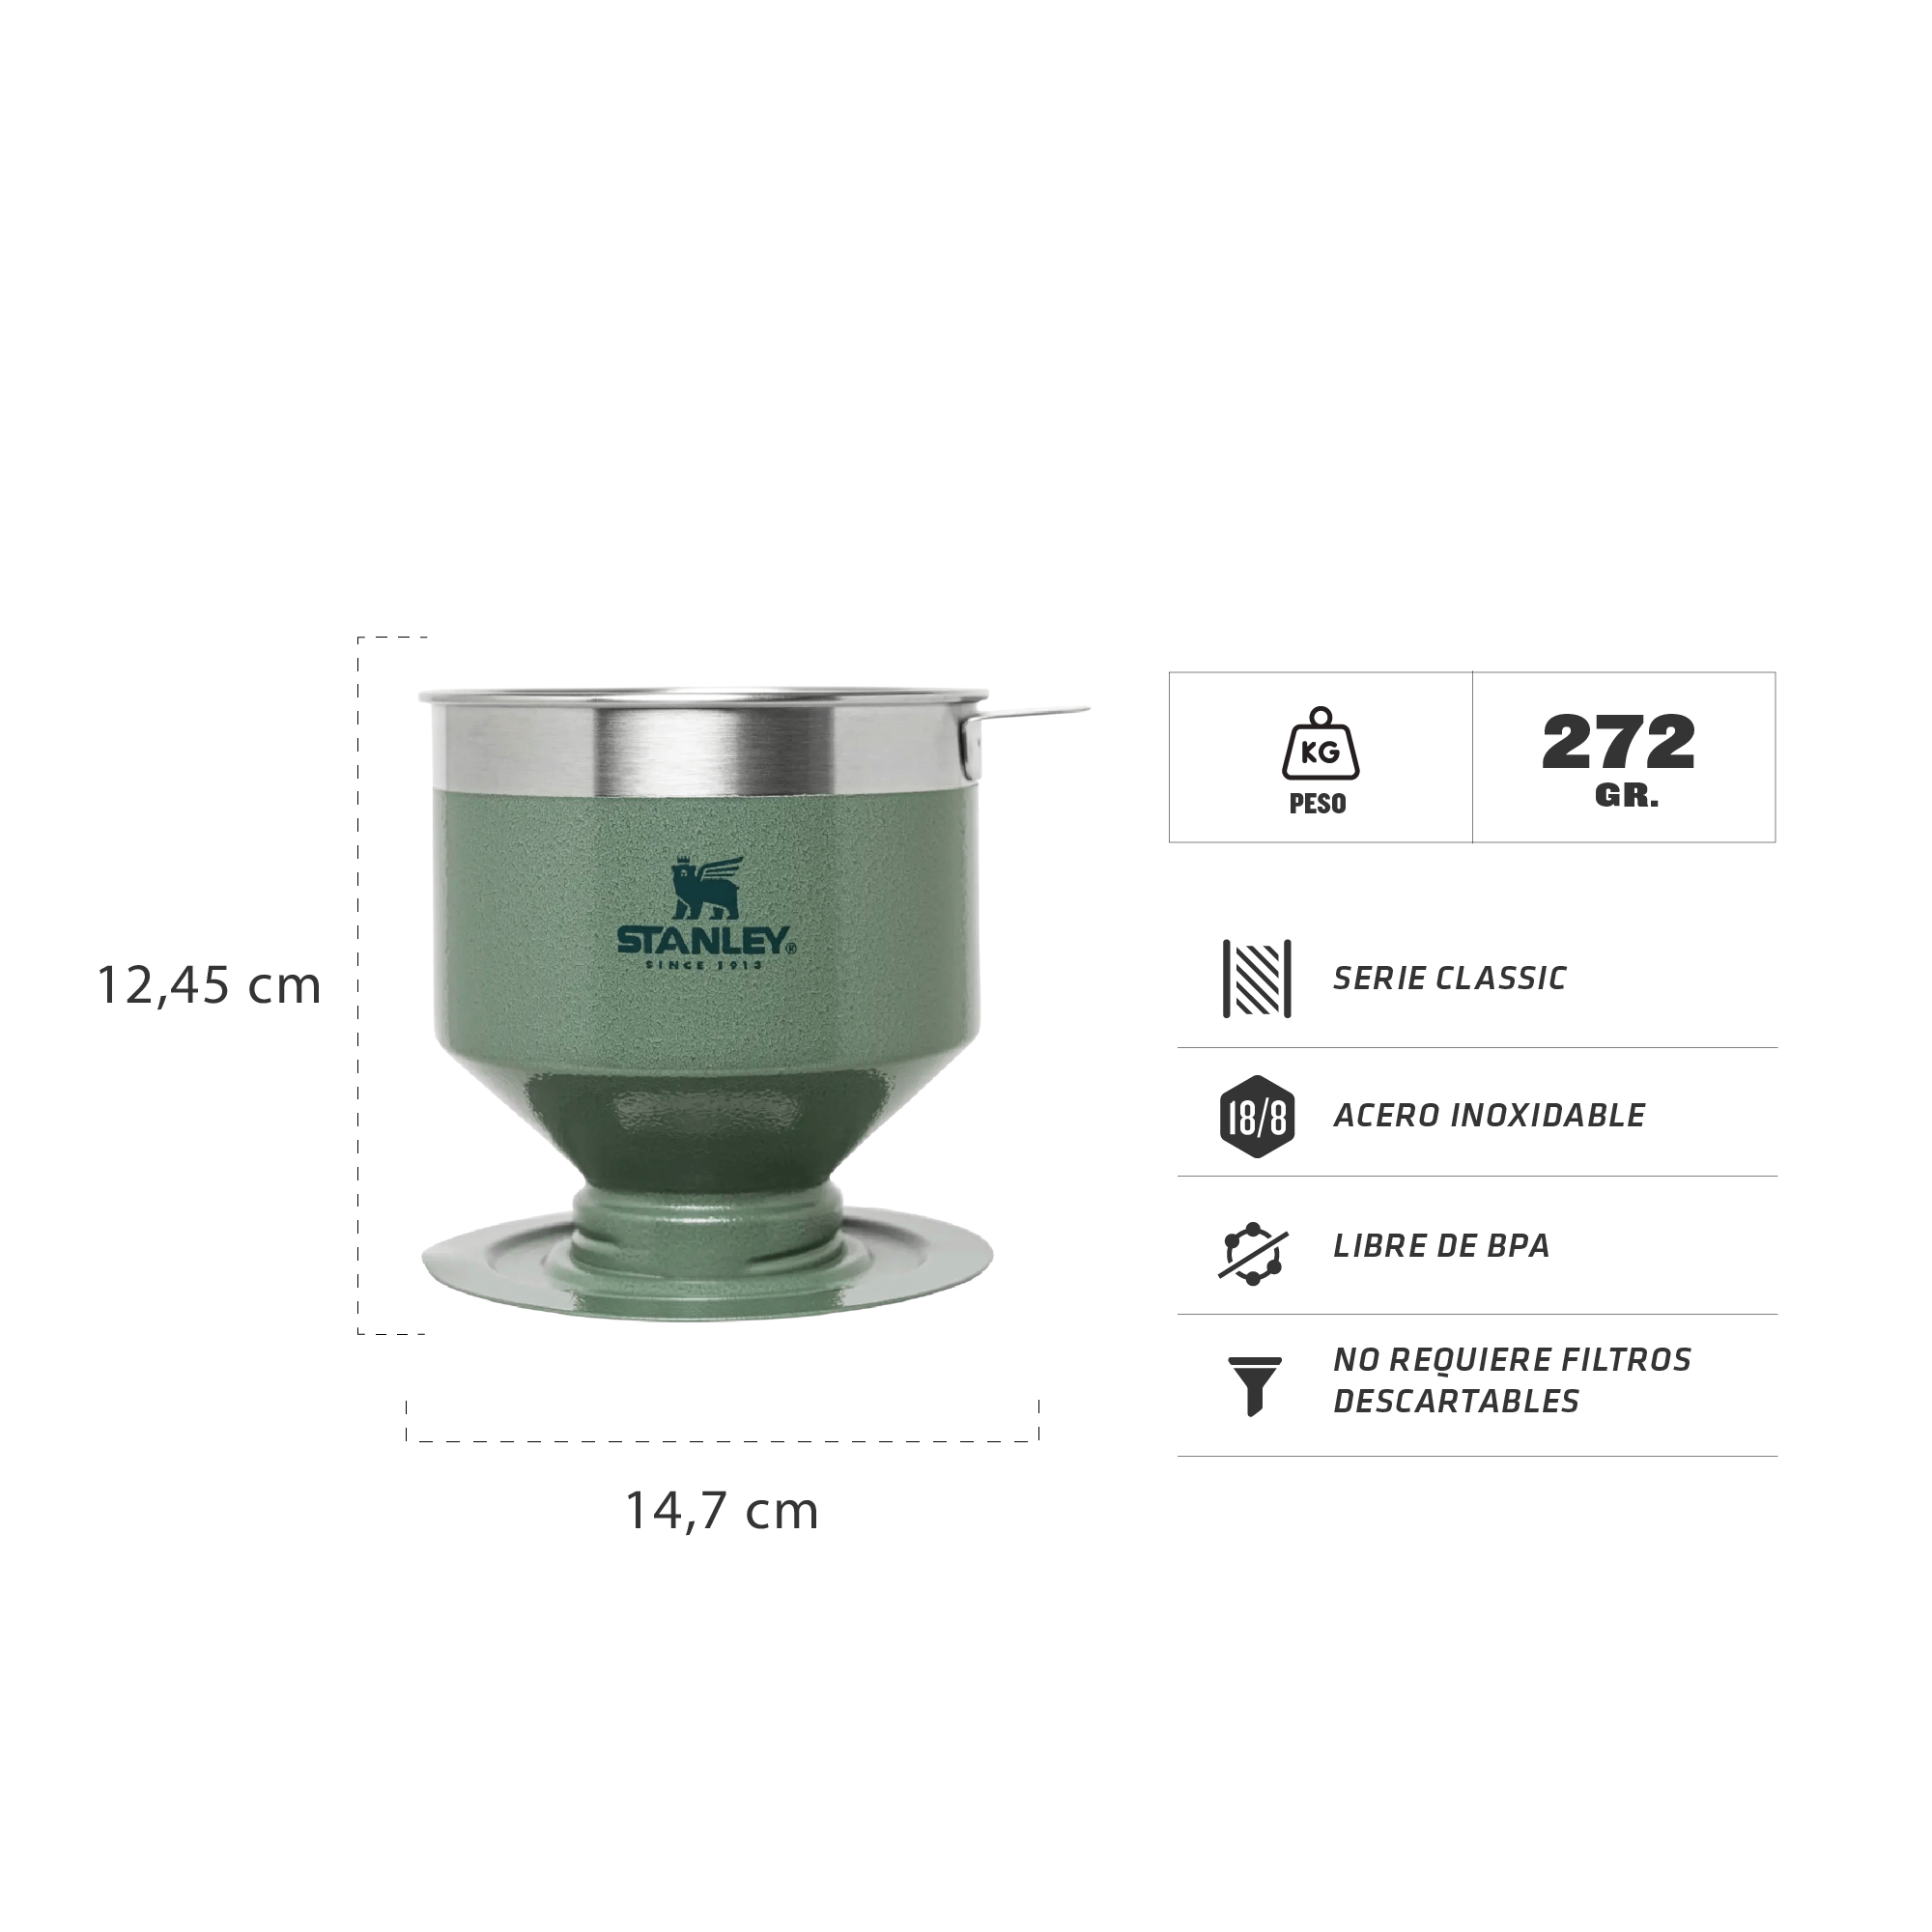 12,45 cm
STANLEY®
SINCE 1913
14,7 cm
KG
PESO
272
GR.
SERIE CLASSIC
18/8
ACERO INOXIDABLE
LIBRE DE BPA
NO REQUIERE FILTROS
DESCARTABLES